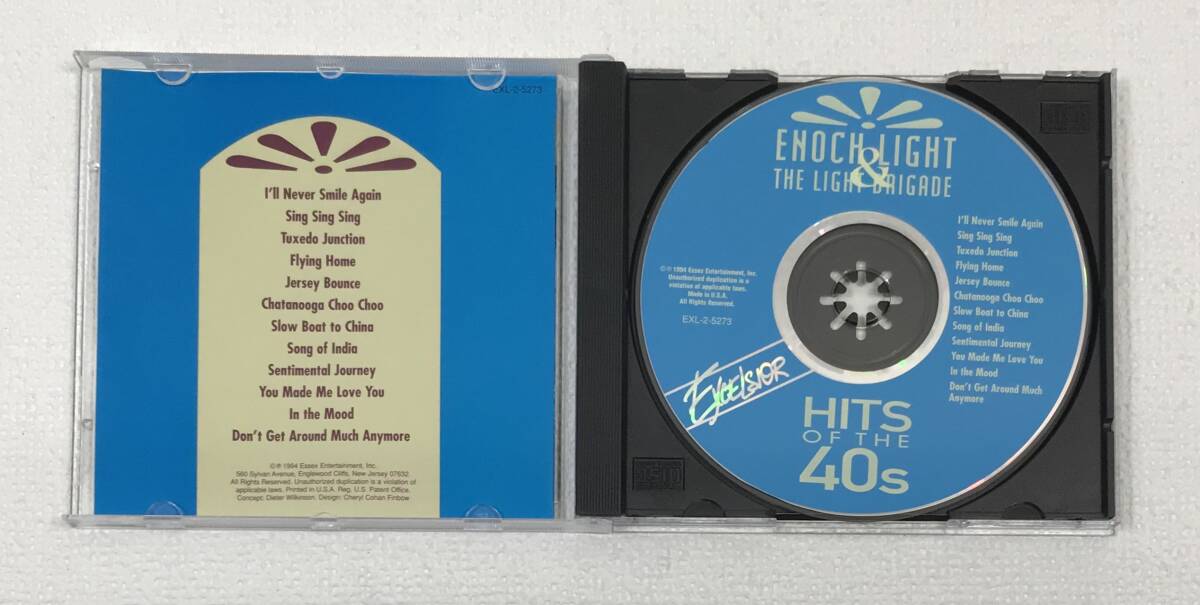 EXL-2-5273
I'll Never Smile Again
Sing Sing Sing
Tuxedo Junction
Flying Home
Jersey Bounce
Chatanooga Choo Choo
Slow Boat to China
Song of India
Sentimental Journey
You Made Me Love You
In the Mood
Don't Get Around Much Anymore
©℗ 1994 Essex Entertainment, Inc.
560 Sylvan Avenue, Englewood Cliffs, New Jersey 07632.
All Rights Reserved. Unauthorized duplication is a violation of
applicable laws. Printed in U.S.A. Reg. U.S. Patent Office.
Concept: Dieter Wilkinson. Design: Cheryl Cohan Finbow
ENOCH LIGHT
&
THE LIGHT BRIGADE
I'll Never Smile Again
Sing Sing Sing
Tuxedo Junction
Flying Home
Jersey Bounce
Chatanooga Choo Choo
Slow Boat to China
Song of India
Sentimental Journey
You Made Me Love You
In the Mood
Don't Get Around Much
Anymore
©℗ 1994 Essex Entertainment, Inc.
Unauthorized duplication is a
violation of applicable laws.
Made in U.S.A.
All Rights Reserved.
EXL-2-5273
EXCELSIOR
HITS
OF THE
40s